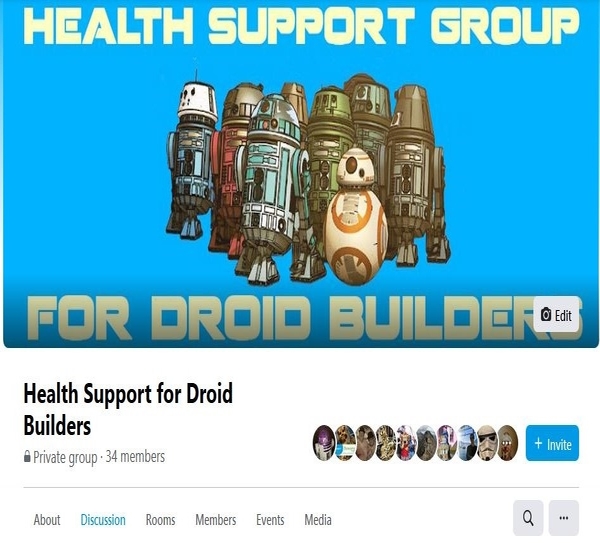 HEALTH SUPPORT GROUP
FOR DROID BUILDERS
Edit
Health Support for Droid
Builders
Private group · 34 members
+ Invite
About Discussion Rooms Members Events Media